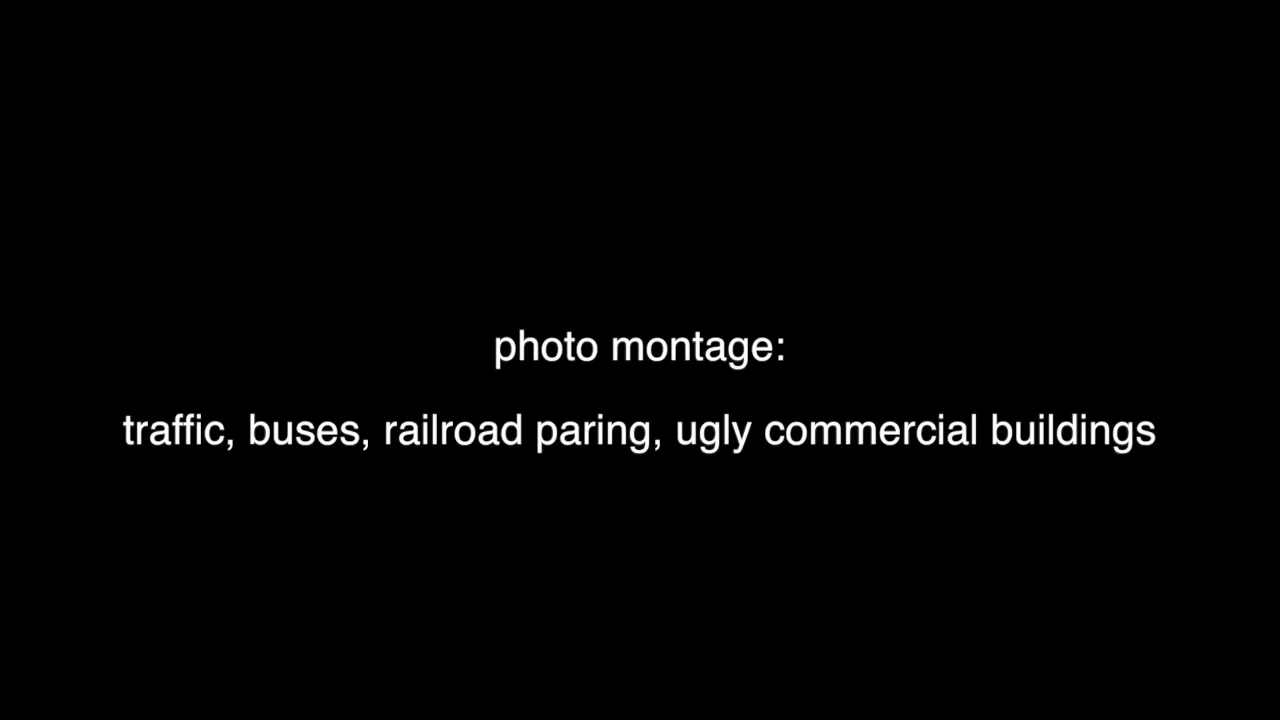 photo montage:
traffic, buses, railroad paring, ugly commercial buildings